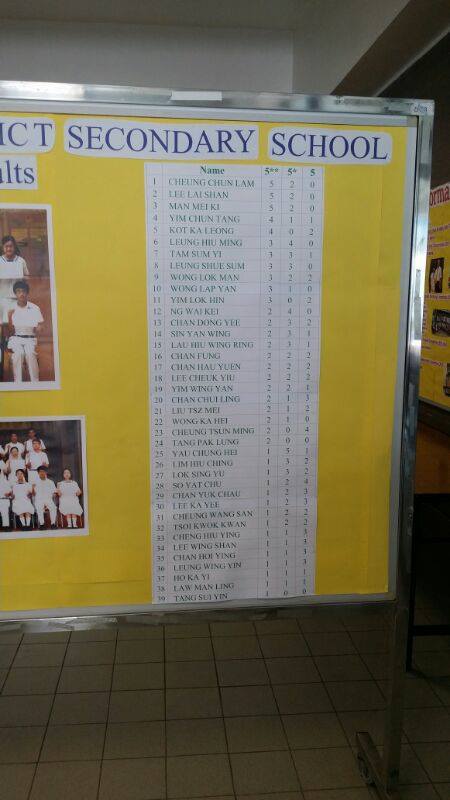 ICT SECONDARY SCHOOL
ults
Name 5** 5* 5
1 CHEUNG CHUN LAM 5 2 0
2 LEE LAI SHAN 5 2 0
3 MAN MEI KI 5 2 0
4 YIM CHUN TANG 4 1 1
5 KOT KA LEONG 4 0 2
6 LEUNG HIU MING 3 4 0
7 TAM SUM YI 3 3 1
8 LEUNG SHUE SUM 3 3 0
9 WONG LOK MAN 3 2 2
10 WONG LAP YAN 3 1 0
11 YIM LOK HIN 3 0 2
12 NG WAI KEI 2 4 0
13 CHAN DONG YEE 2 3 2
14 SIN YAN WING 2 3 1
15 LAU HIU WING RING 2 3 1
16 CHAN FUNG 2 2 2
17 CHAN HAU YUEN 2 2 2
18 LEE CHEUK YIU 2 2 2
19 YIM WING YAN 2 2 1
20 CHAN CHUI LING 2 1 3
21 LIU TSZ MEI 2 1 2
22 WONG KA HEI 2 1 0
23 CHEUNG TSUN MING 2 0 4
24 TANG PAK LUNG 2 0 0
25 YAU CHUNG HEI 1 5 1
26 LIM HIU CHING 1 3 2
27 LOK SING YU 1 3 2
28 SO YAT CHU 1 2 4
29 CHAN YUK CHAU 1 2 3
30 LEE KA YEE 1 2 3
31 CHEUNG WANG SAN 1 2 2
32 TSOI KWOK KWAN 1 2 2
33 CHENG HIU YING 1 1 3
34 LEE WING SHAN 1 1 3
35 CHAN HOI YING 1 1 3
36 LEUNG WING YIN 1 1
37 HO KA YI 1 1 1
38 LAW MAN LING 1 1 1
39 TANG SUI YIN 1 0 0